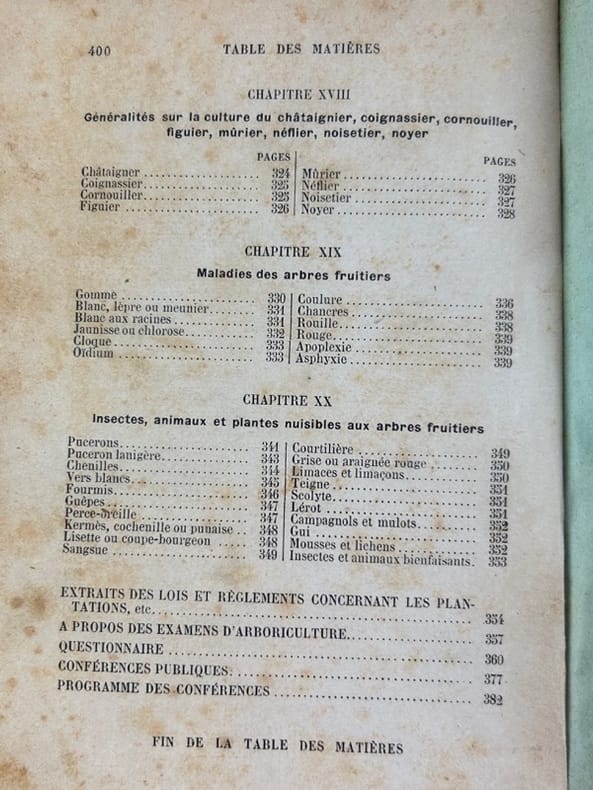 400 TABLE DES MATIÈRES
CHAPITRE XVIII
Généralités sur la culture du châtaignier, coignassier, cornouiller,
figuier, mûrier, néflier, noisetier, noyer
PAGES
Châtaigner ................ 324
Coignassier................ 325
Cornouiller................ 325
Figuier ................ 326
PAGES
Mûrier ................ 326
Néflier ................ 327
Noisetier ................ 327
Noyer ................ 328
CHAPITRE XIX
Maladies des arbres fruitiers
Gomme ................ 330
Blanc, lèpre ou meunier....... 331
Blanc aux racines ............ 331
Jaunisse ou chlorose.......... 332
Cloque ................ 333
Oïdium ................ 333
Coulure ................ 336
Chancres ................ 338
Rouille................ 338
Rouge................ 339
Apoplexie ................ 339
Asphyxie ................ 339
CHAPITRE XX
Insectes, animaux et plantes nuisibles aux arbres fruitiers
Pucerons................ 341
Puceron lanigère............ 343
Chenilles................ 344
Vers blancs................ 345
Fourmis................ 346
Guêpes................ 347
Perce-oreille ................ 347
Kermès, cochenille ou punaise .. 348
Lisette ou coupe-bourgeon ..... 348
Sangsue ................ 349
Courtilière ................ 349
Grise ou araignée rouge ....... 350
Limaces et limaçons.......... 350
Teigne ................ 351
Scolyte................ 351
Lérot ................ 351
Campagnols et mulots......... 352
Gui ................ 352
Mousses et lichens ........... 352
Insectes et animaux bienfaisants. 353
EXTRAITS DES LOIS ET RÈGLEMENTS CONCERNANT LES PLAN-
TATIONS, etc................ 354
A PROPOS DES EXAMENS D'ARBORICULTURE................ 357
QUESTIONNAIRE ................ 360
CONFÉRENCES PUBLIQUES................ 377
PROGRAMME DES CONFÉRENCES ................ 382
FIN DE LA TABLE DES MATIÈRES